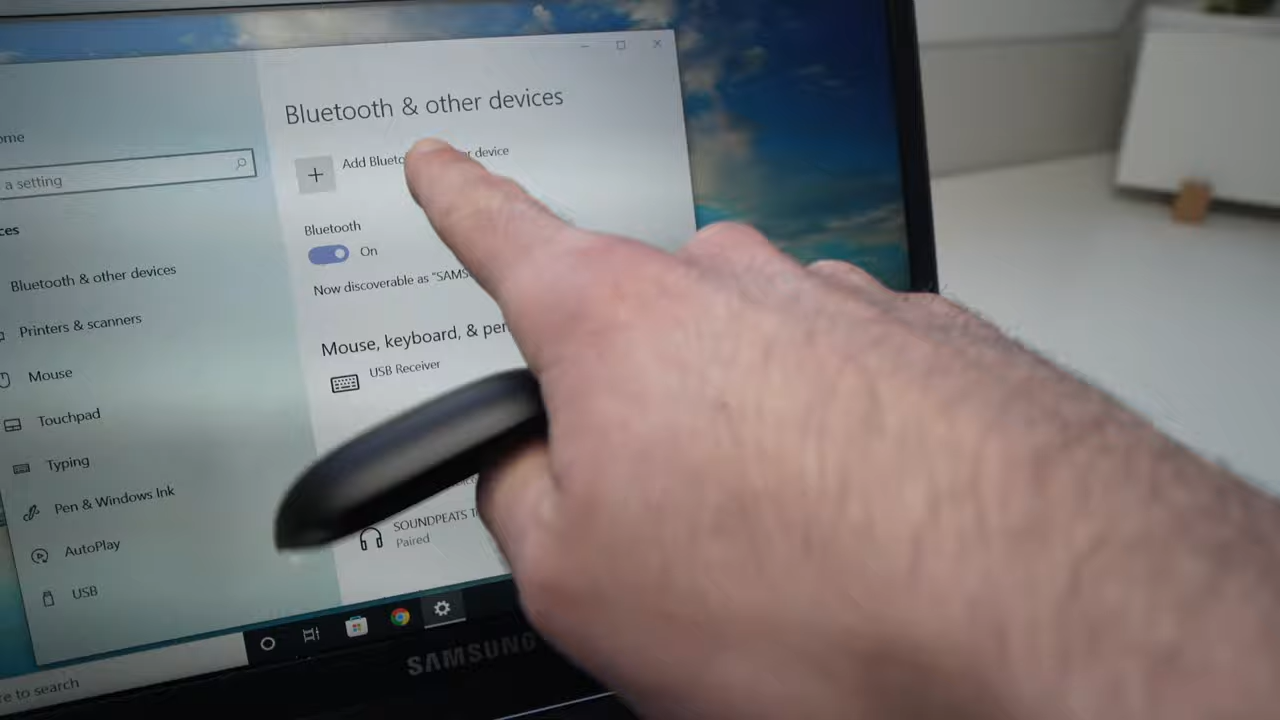 ome
a setting
ces
Bluetooth & other devices
Printers & scanners
Mouse
Touchpad
Typing
Pen & Windows Ink
AutoPlay
USB
Bluetooth & other devices
Add Blueto r device
Bluetooth
On
Now discoverable as "SAMS
Mouse, keyboard, & pen
USB Receiver
SOUNDPEATS T
Paired
re to search
SAMSUNG